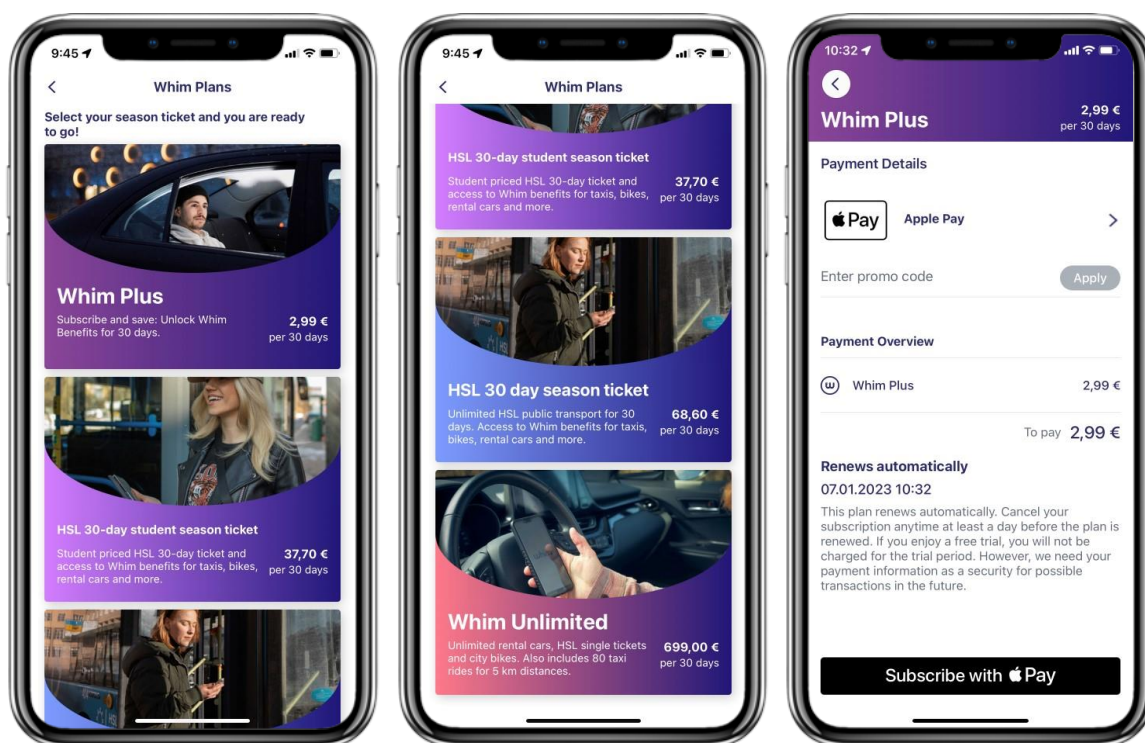 9:45
Whim Plans
Select your season ticket and you are ready
to go!
Whim Plus
Subscribe and save: Unlock Whim
Benefits for 30 days.
2,99 €
per 30 days
HSL 30-day student season ticket
Student priced HSL 30-day ticket and
access to Whim benefits for taxis, bikes,
rental cars and more.
37,70 €
per 30 days
9:45
Whim Plans
HSL 30-day student season ticket
Student priced HSL 30-day ticket and
access to Whim benefits for taxis, bikes,
rental cars and more.
37,70 €
per 30 days
HSL 30 day season ticket
Unlimited HSL public transport for 30
days. Access to Whim benefits for taxis,
bikes, rental cars and more.
68,60 €
per 30 days
Whim Unlimited
Unlimited rental cars, HSL single tickets
and city bikes. Also includes 80 taxi
rides for 5 km distances.
699,00 €
per 30 days
10:32
Whim Plus
2,99 €
per 30 days
Payment Details
Pay
Apple Pay
Enter promo code
Apply
Payment Overview
Whim Plus
2,99 €
To pay 2,99 €
Renews automatically
07.01.2023 10:32
This plan renews automatically. Cancel your
subscription anytime at least a day before the plan is
renewed. If you enjoy a free trial, you will not be
charged for the trial period. However, we need your
payment information as a security for possible
transactions in the future.
Subscribe with Pay